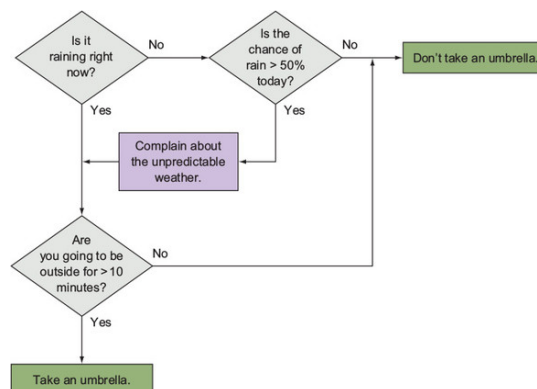 Is it
raining right
now?
No
Is the
chance of
rain > 50%
today?
No
Don't take an umbrella.
Yes
Yes
Complain about
the unpredictable
weather.
Are
you going to be
outside for > 10
minutes?
No
Yes
Take an umbrella.